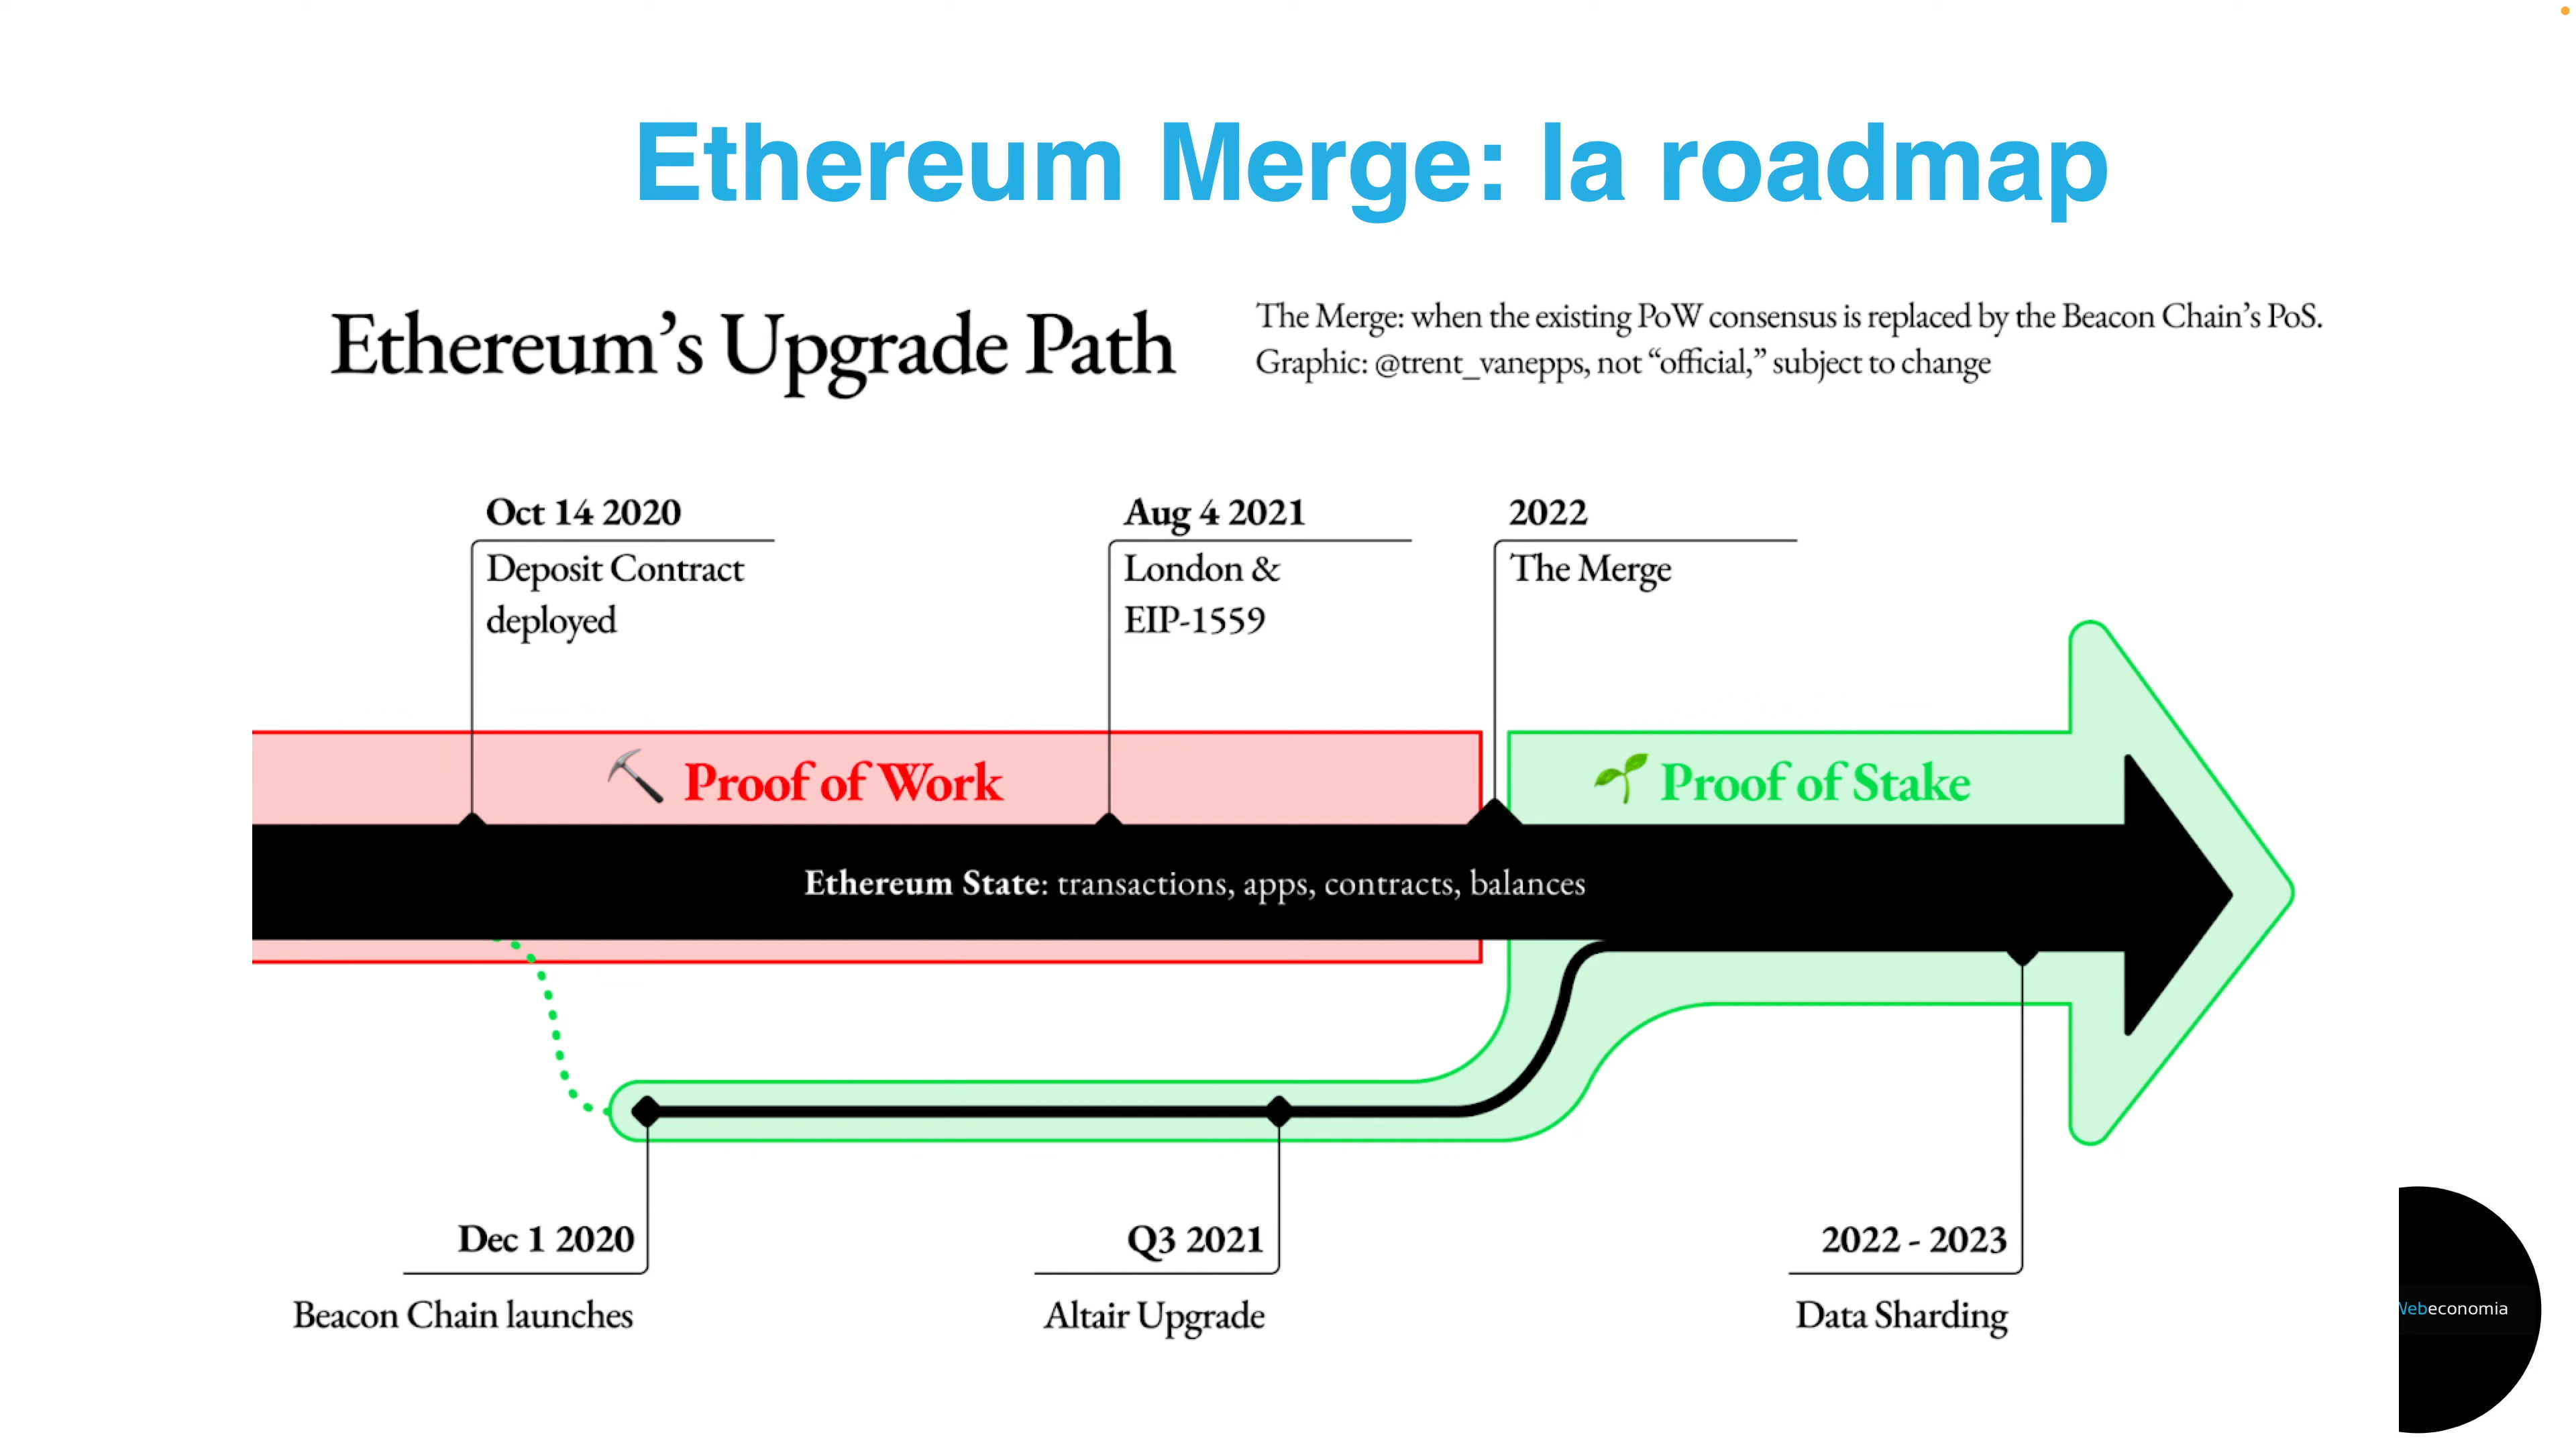 Ethereum Merge: la roadmap
Ethereum’s Upgrade Path
The Merge: when the existing PoW consensus is replaced by the Beacon Chain’s PoS.
Graphic: @trent_vanepps, not “official,” subject to change
Oct 14 2020
Deposit Contract
deployed
Aug 4 2021
London &
EIP-1559
2022
The Merge
Proof of Work
Proof of Stake
Ethereum State: transactions, apps, contracts, balances
Dec 1 2020
Beacon Chain launches
Q3 2021
Altair Upgrade
2022 - 2023
Data Sharding
Webeconomia